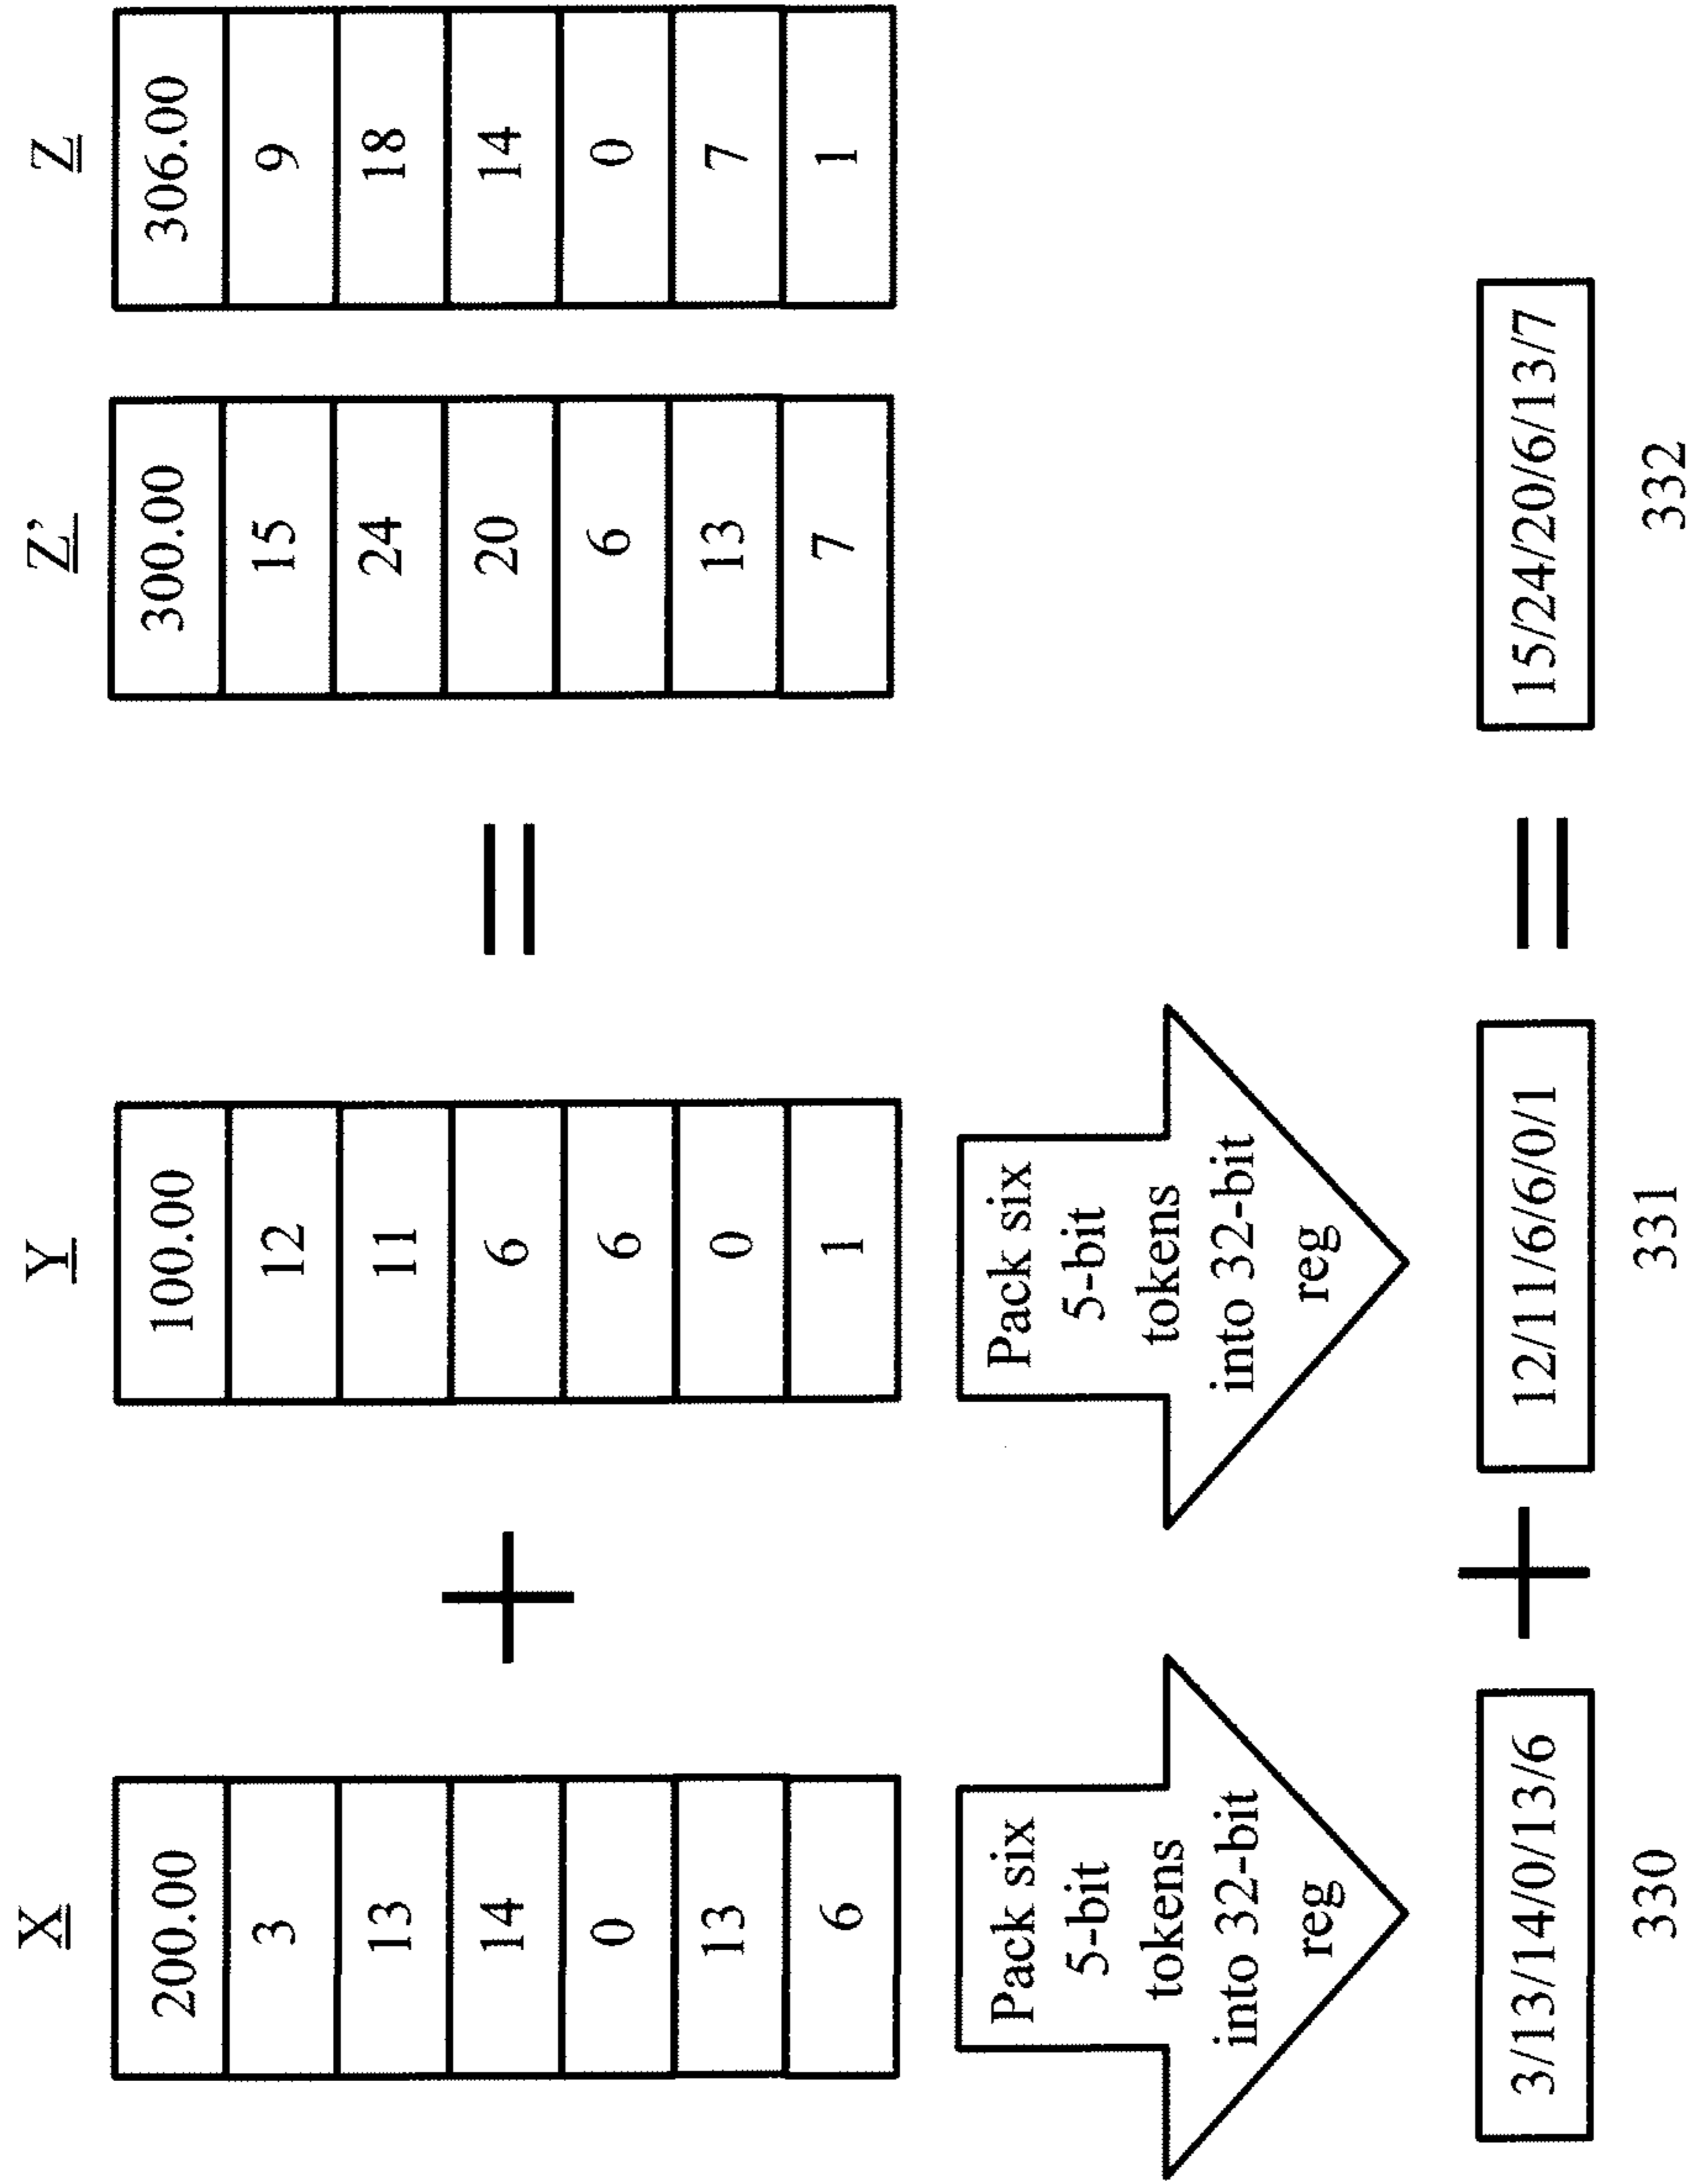 X
200.00
3
13
14
0
13
6
Y
100.00
12
11
6
6
0
1
Z’
300.00
15
24
20
6
13
7
Z
306.00
9
18
14
0
7
1
+
=
Pack six
5-bit
tokens
into 32-bit
reg
Pack six
5-bit
tokens
into 32-bit
reg
3/13/14/0/13/6
+
12/11/6/6/0/1
=
15/24/20/6/13/7
330
331
332